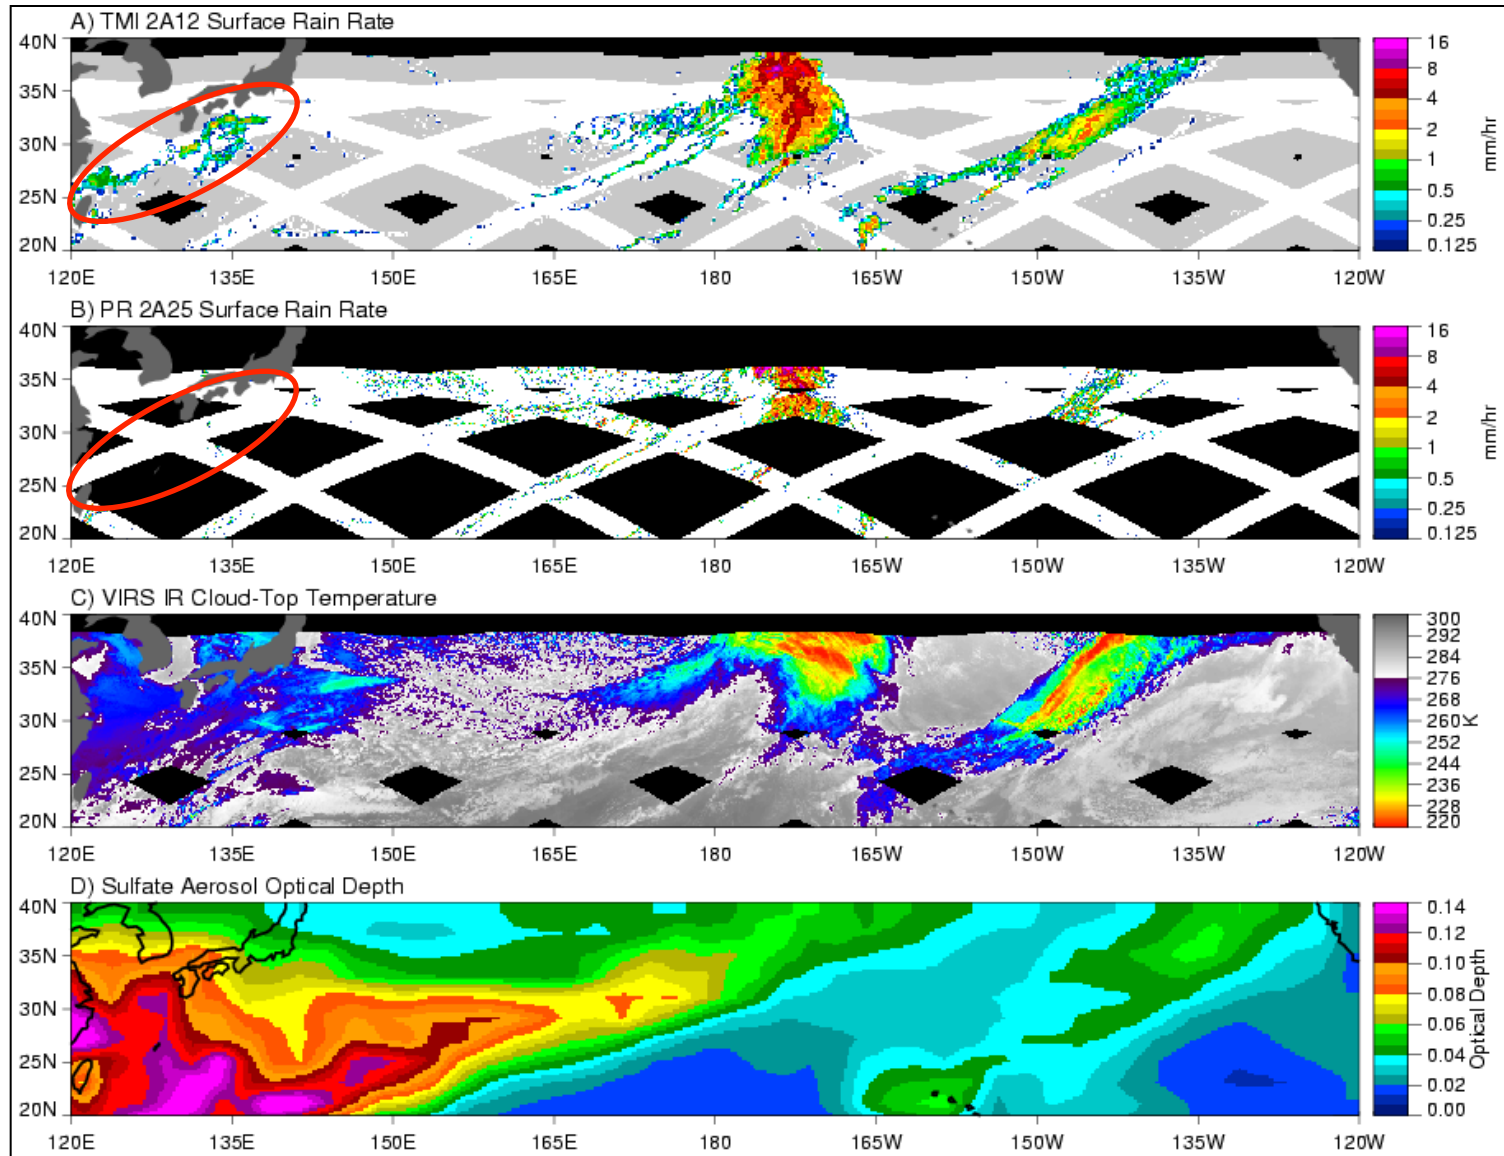 A) TMI 2A12 Surface Rain Rate
40N
35N
30N
25N
20N
120E 135E 150E 165E 180 165W 150W 135W 120W
16
8
4
2
1
0.5
0.25
0.125
mm/hr
B) PR 2A25 Surface Rain Rate
40N
35N
30N
25N
20N
120E 135E 150E 165E 180 165W 150W 135W 120W
16
8
4
2
1
0.5
0.25
0.125
mm/hr
C) VIRS IR Cloud-Top Temperature
40N
35N
30N
25N
20N
120E 135E 150E 165E 180 165W 150W 135W 120W
300
292
284
276
268
260
252
244
236
228
220
K
D) Sulfate Aerosol Optical Depth
40N
35N
30N
25N
20N
120E 135E 150E 165E 180 165W 150W 135W 120W
0.14
0.12
0.10
0.08
0.06
0.04
0.02
0.00
Optical Depth